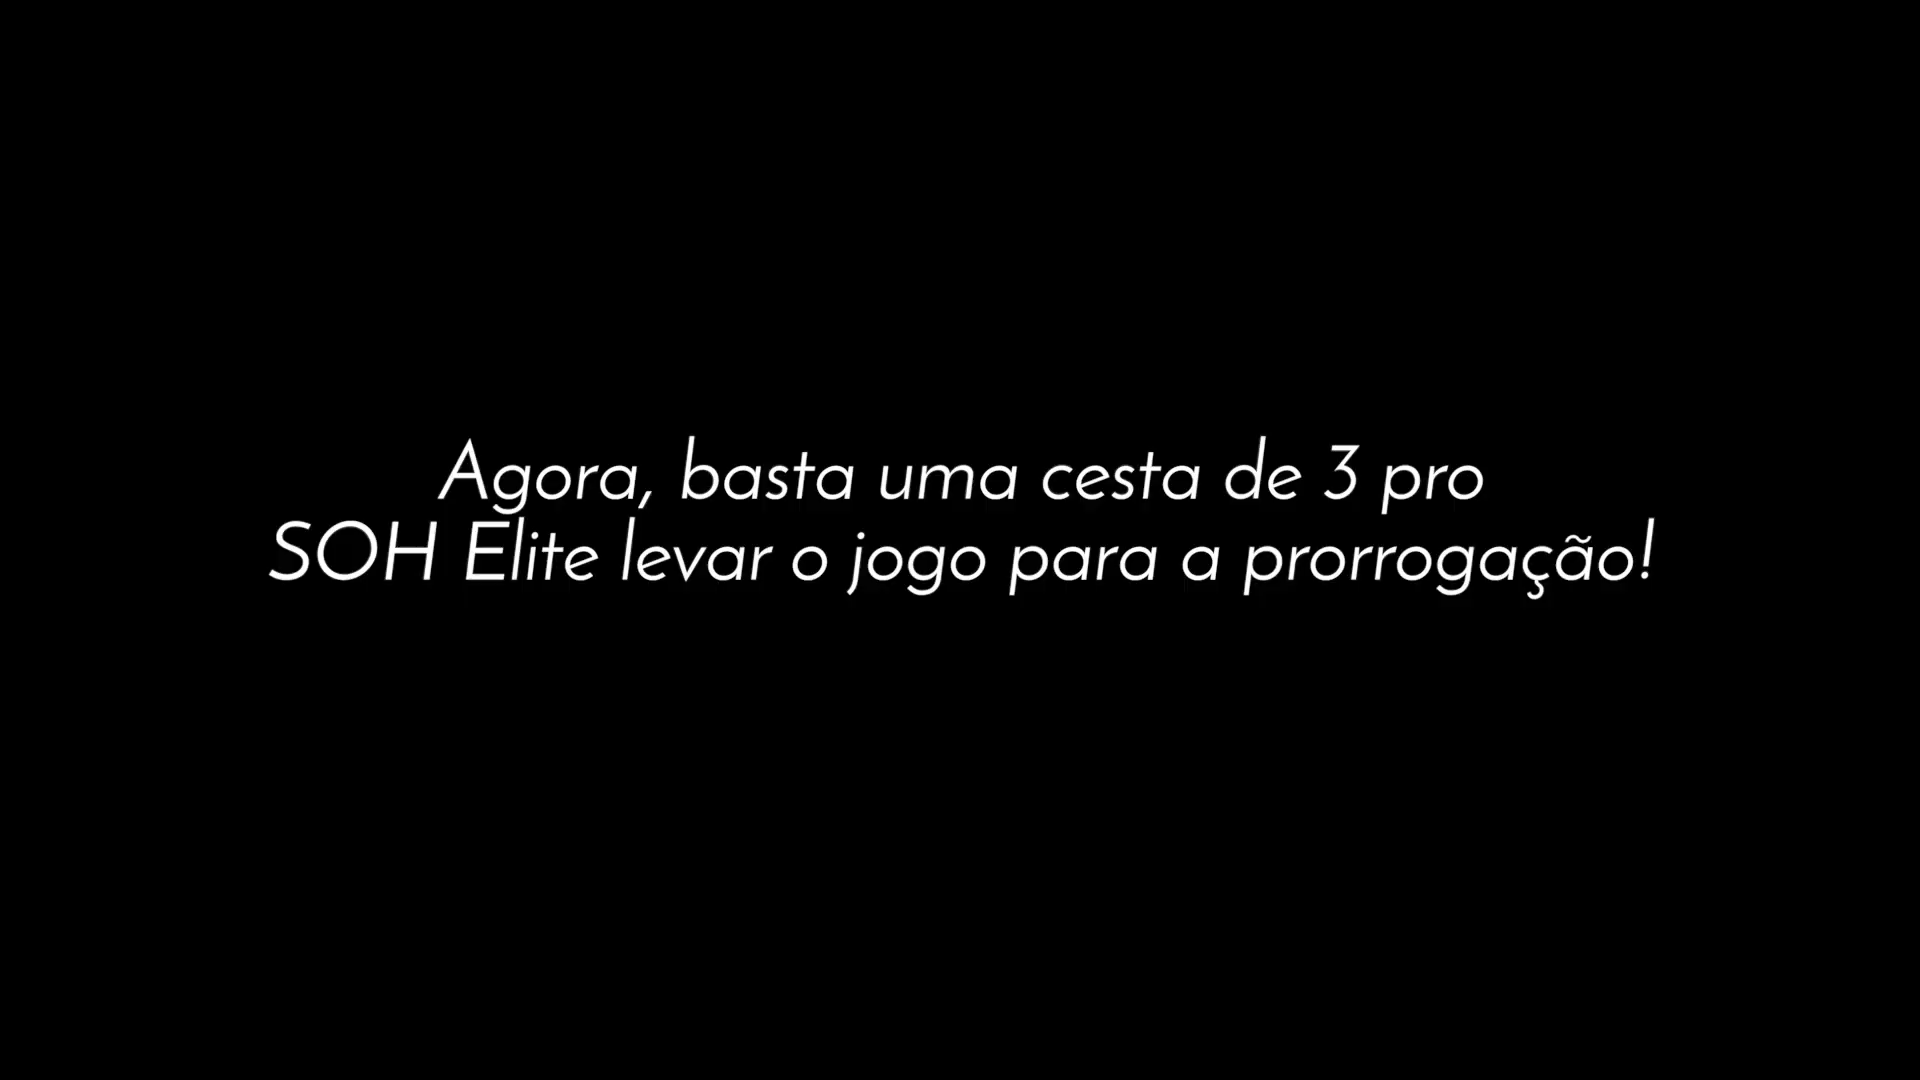 Agora, basta uma cesta de 3 pro
SOH Elite levar o jogo para a prorrogação!